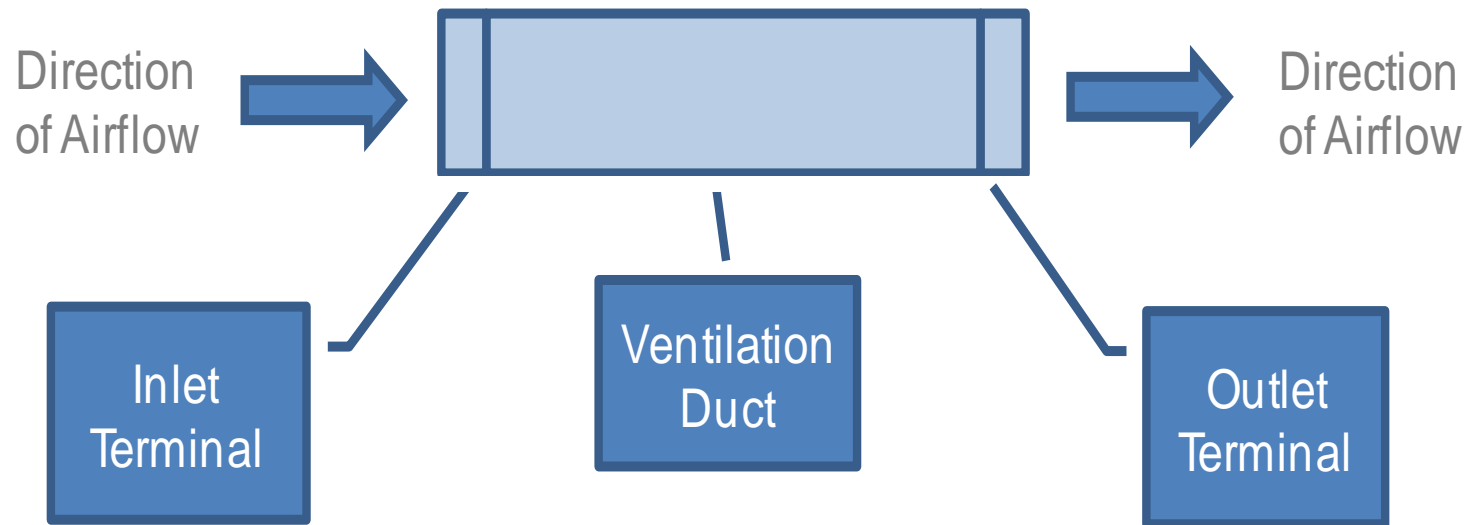 Direction
of Airflow
Direction
of Airflow
Inlet
Terminal
Ventilation
Duct
Outlet
Terminal